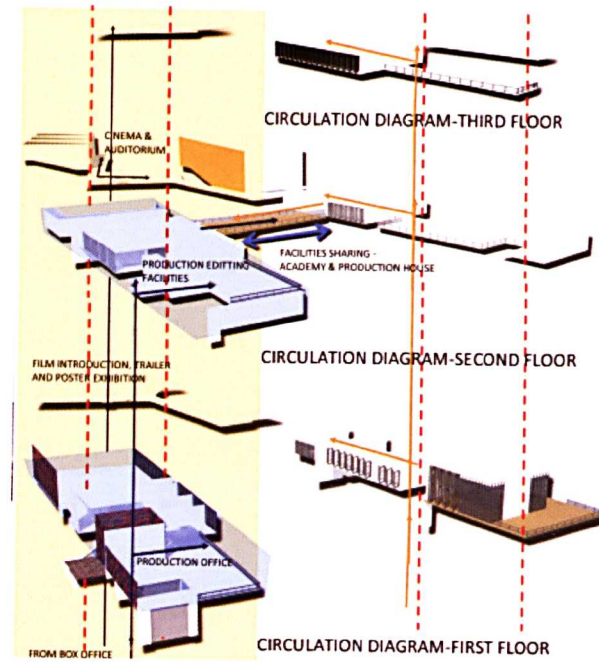 CIRCULATION DIAGRAM-THIRD FLOOR
CINEMA &
AUDITORIUM
PRODUCTION EDITTING
FACILITIES
FACILITIES SHARING -
ACADEMY & PRODUCTION HOUSE
CIRCULATION DIAGRAM-SECOND FLOOR
FILM INTRODUCTION, TRAILER
AND POSTER EXHIBITION
PRODUCTION OFFICE
FROM BOX OFFICE
CIRCULATION DIAGRAM-FIRST FLOOR